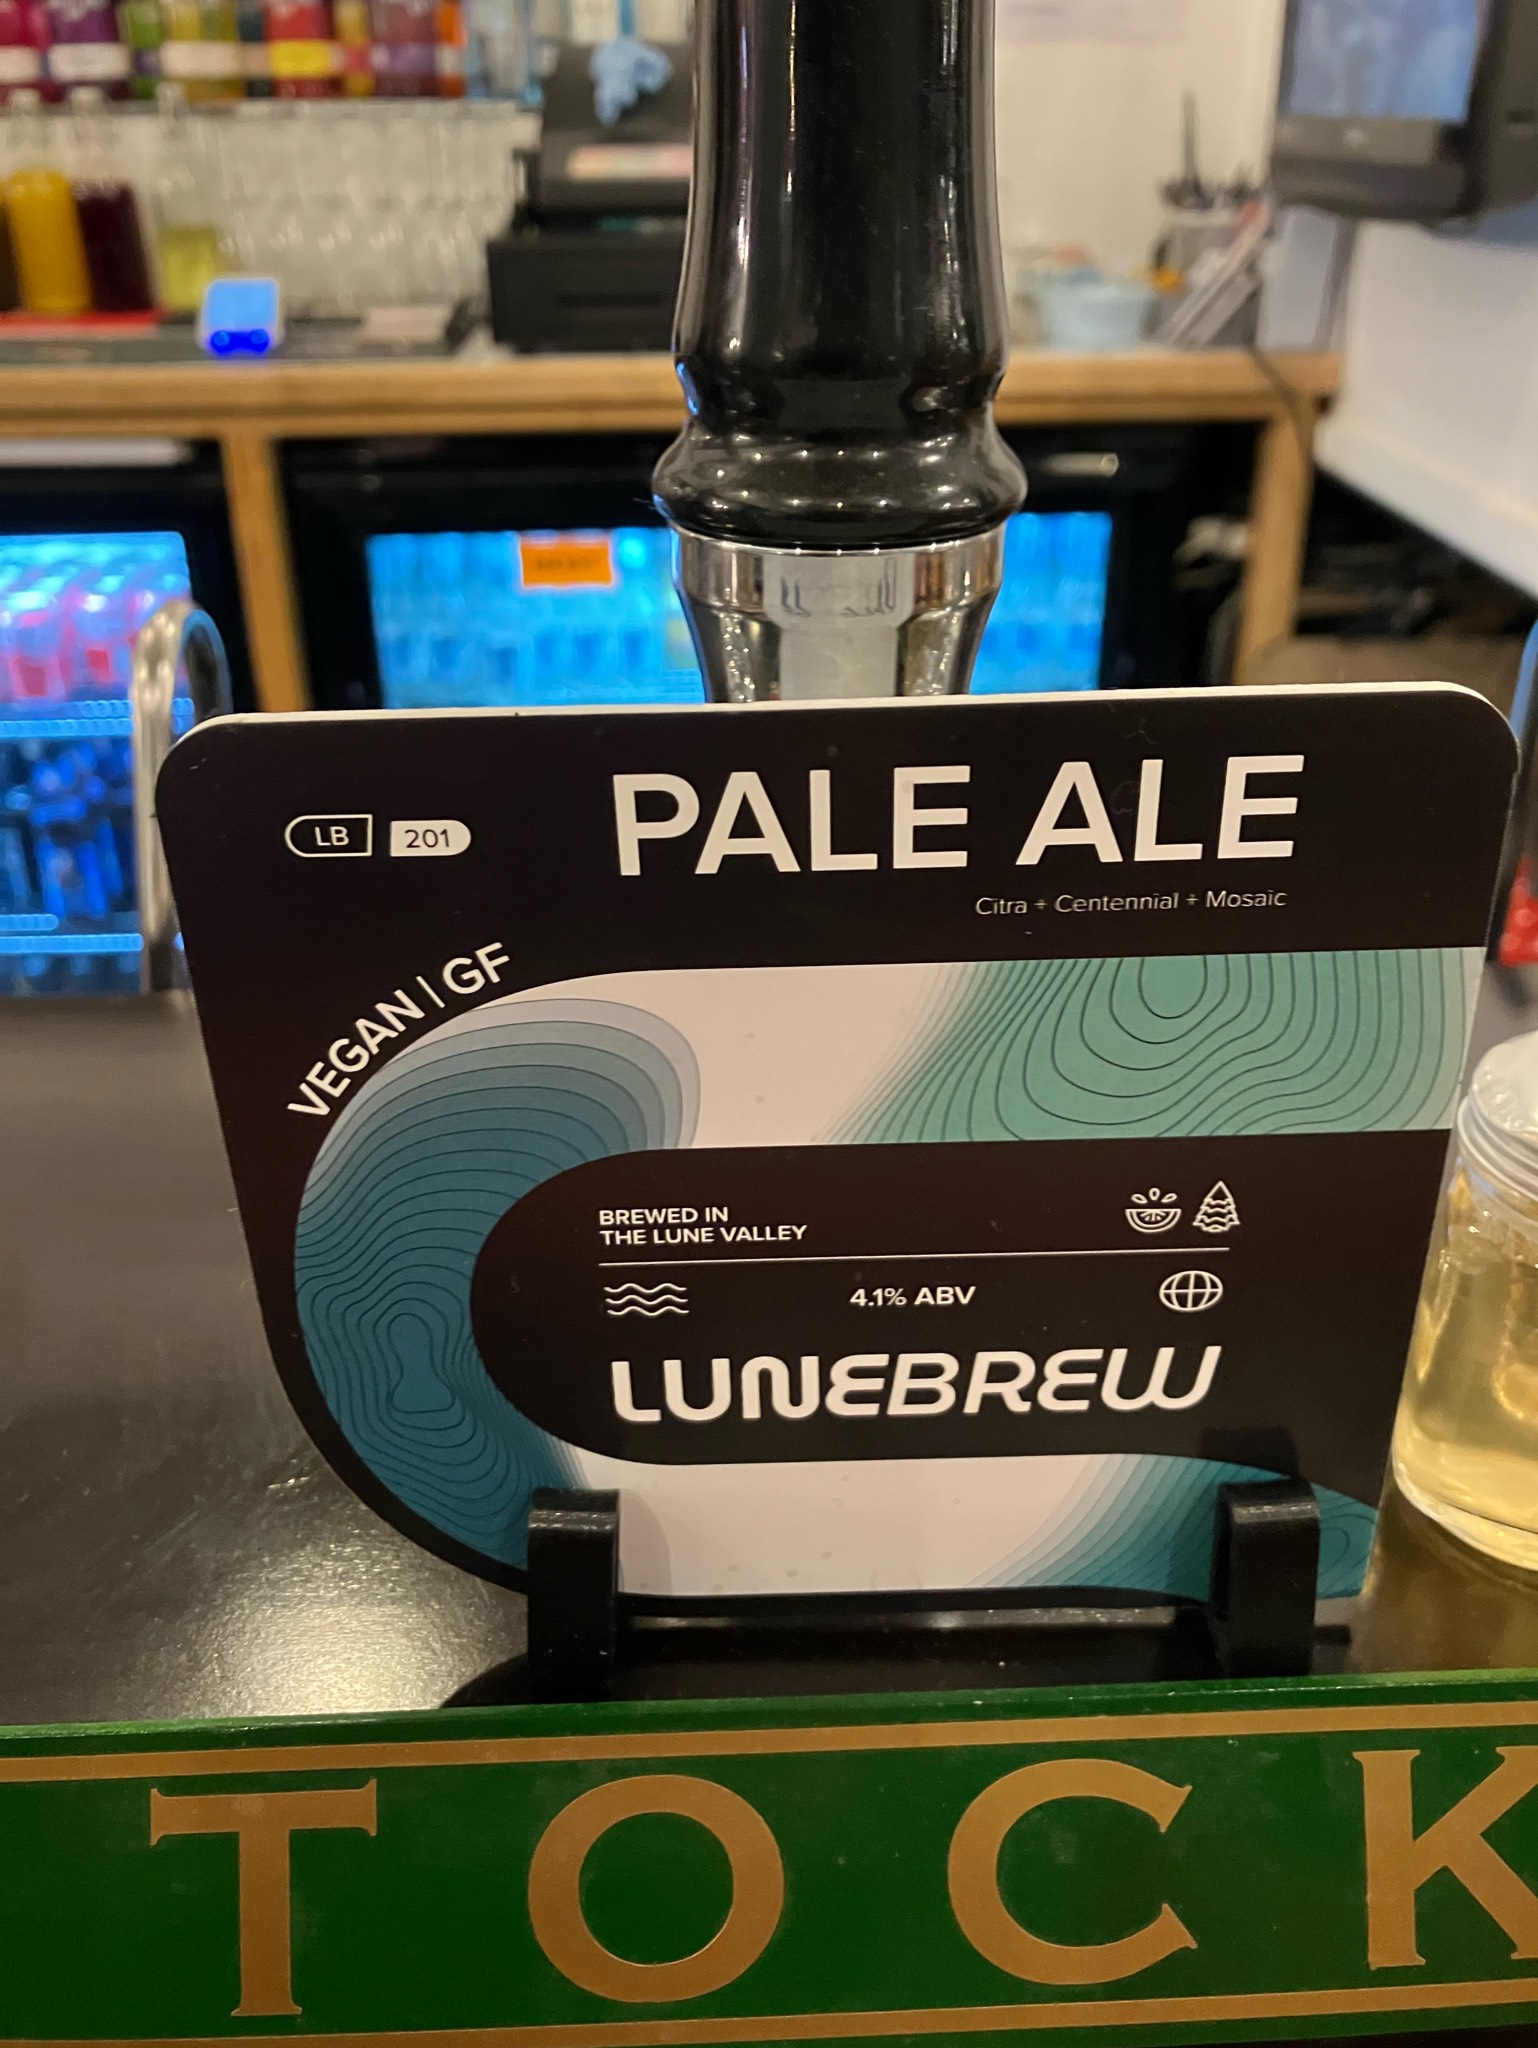 PALE ALE
LB 201
Citra + Centennial + Mosaic
VEGAN | GF
BREWED IN
THE LUNE VALLEY
4.1% ABV
LUNEBREW
TOCK